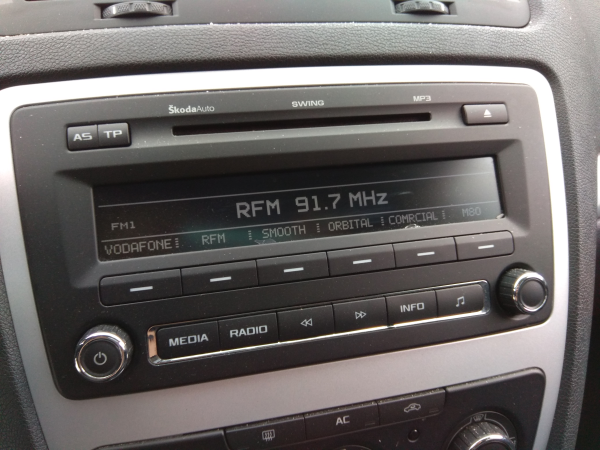 ŠkodaAuto SWING MP3
AS TP
RFM 91.7 MHz
FM1
VODAFONE RFM SMOOTH ORBITAL COMRCIAL M80
MEDIA RADIO INFO
AC